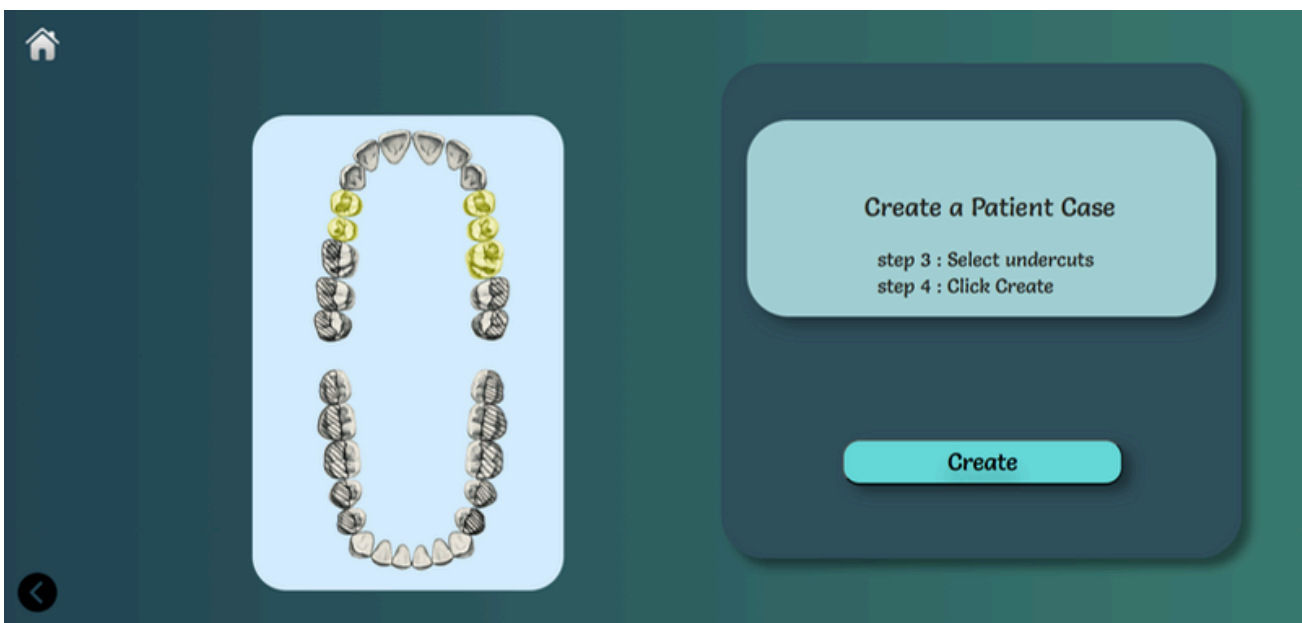 Create a Patient Case
step 3 : Select undercuts
step 4 : Click Create
Create